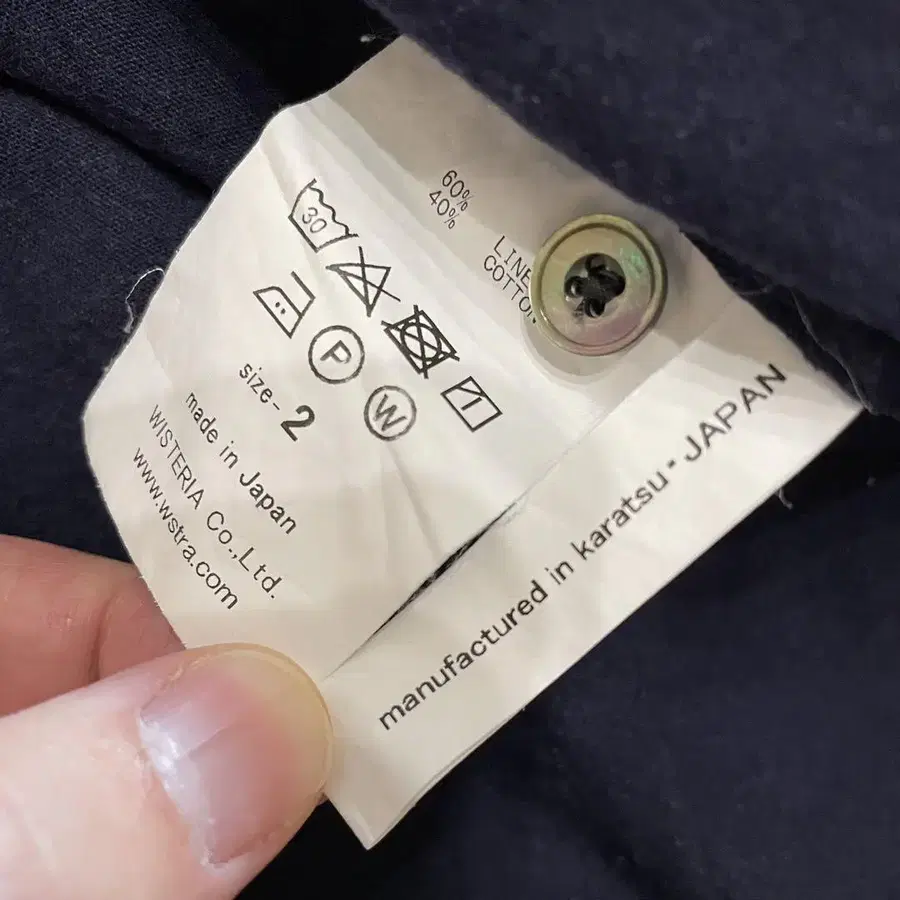 60% LINE
40% COTTON
30
P
W
size- 2
made in Japan
WISTERIA Co.,Ltd.
www.wstra.com
manufactured in karatsu-JAPAN